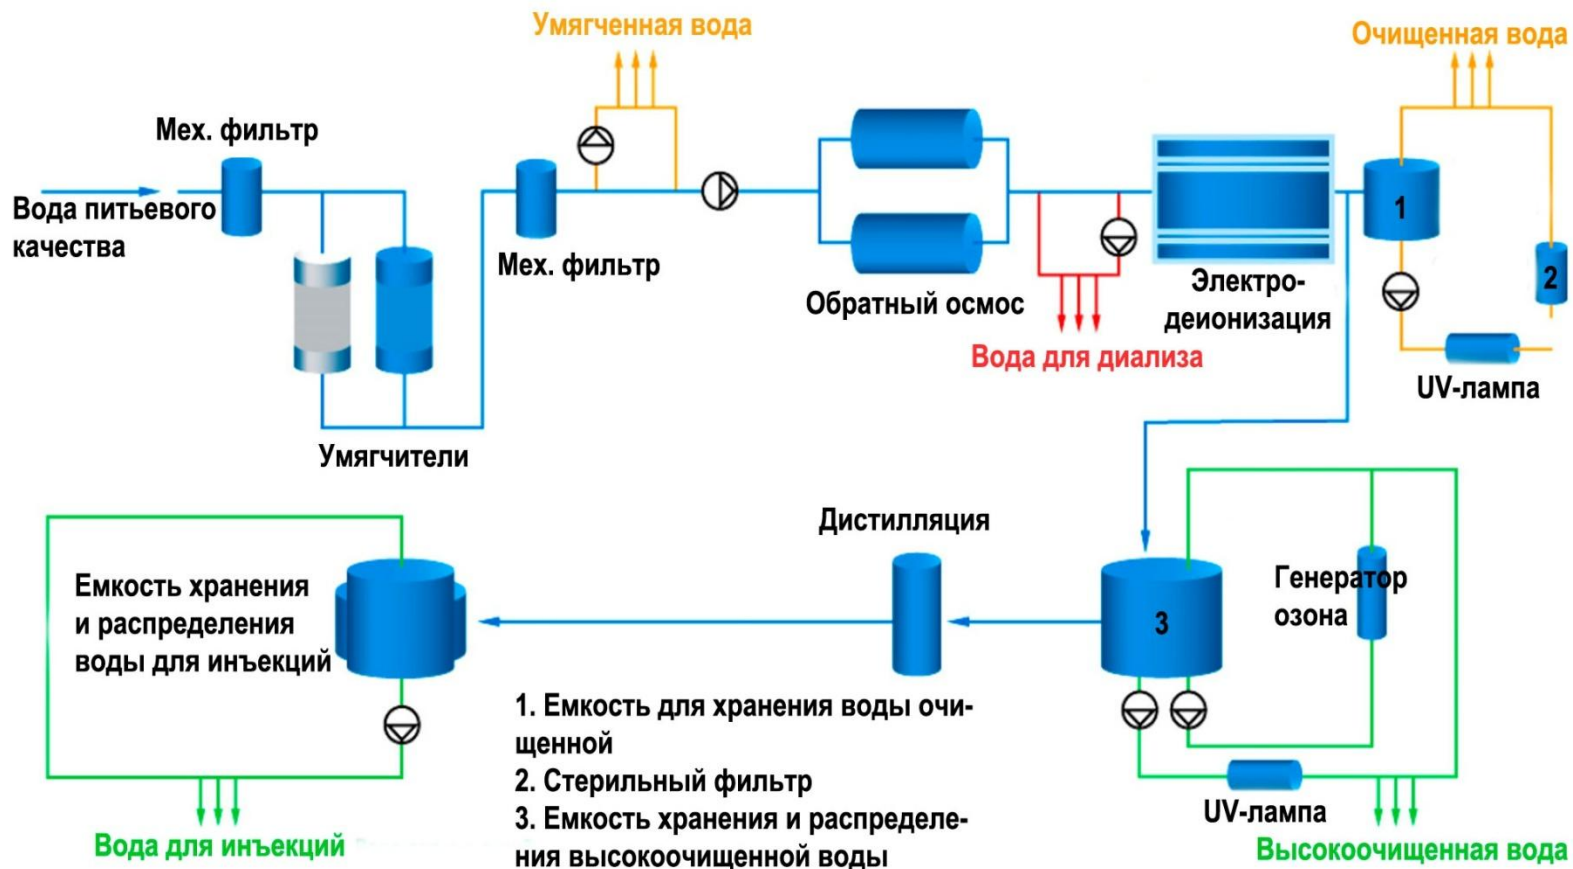 Умягченная вода
Очищенная вода
Мех. фильтр
Вода питьевого
качества
Мех. фильтр
Умягчители
Обратный осмос
Вода для диализа
Электро-
деионизация
1
2
UV-лампа
Дистилляция
Емкость хранения
и распределения
воды для инъекций
3
Генератор
озона
1. Емкость для хранения воды очи-
щенной
2. Стерильный фильтр
3. Емкость хранения и распределе-
ния высокоочищенной воды
UV-лампа
Вода для инъекций
Высокоочищенная вода